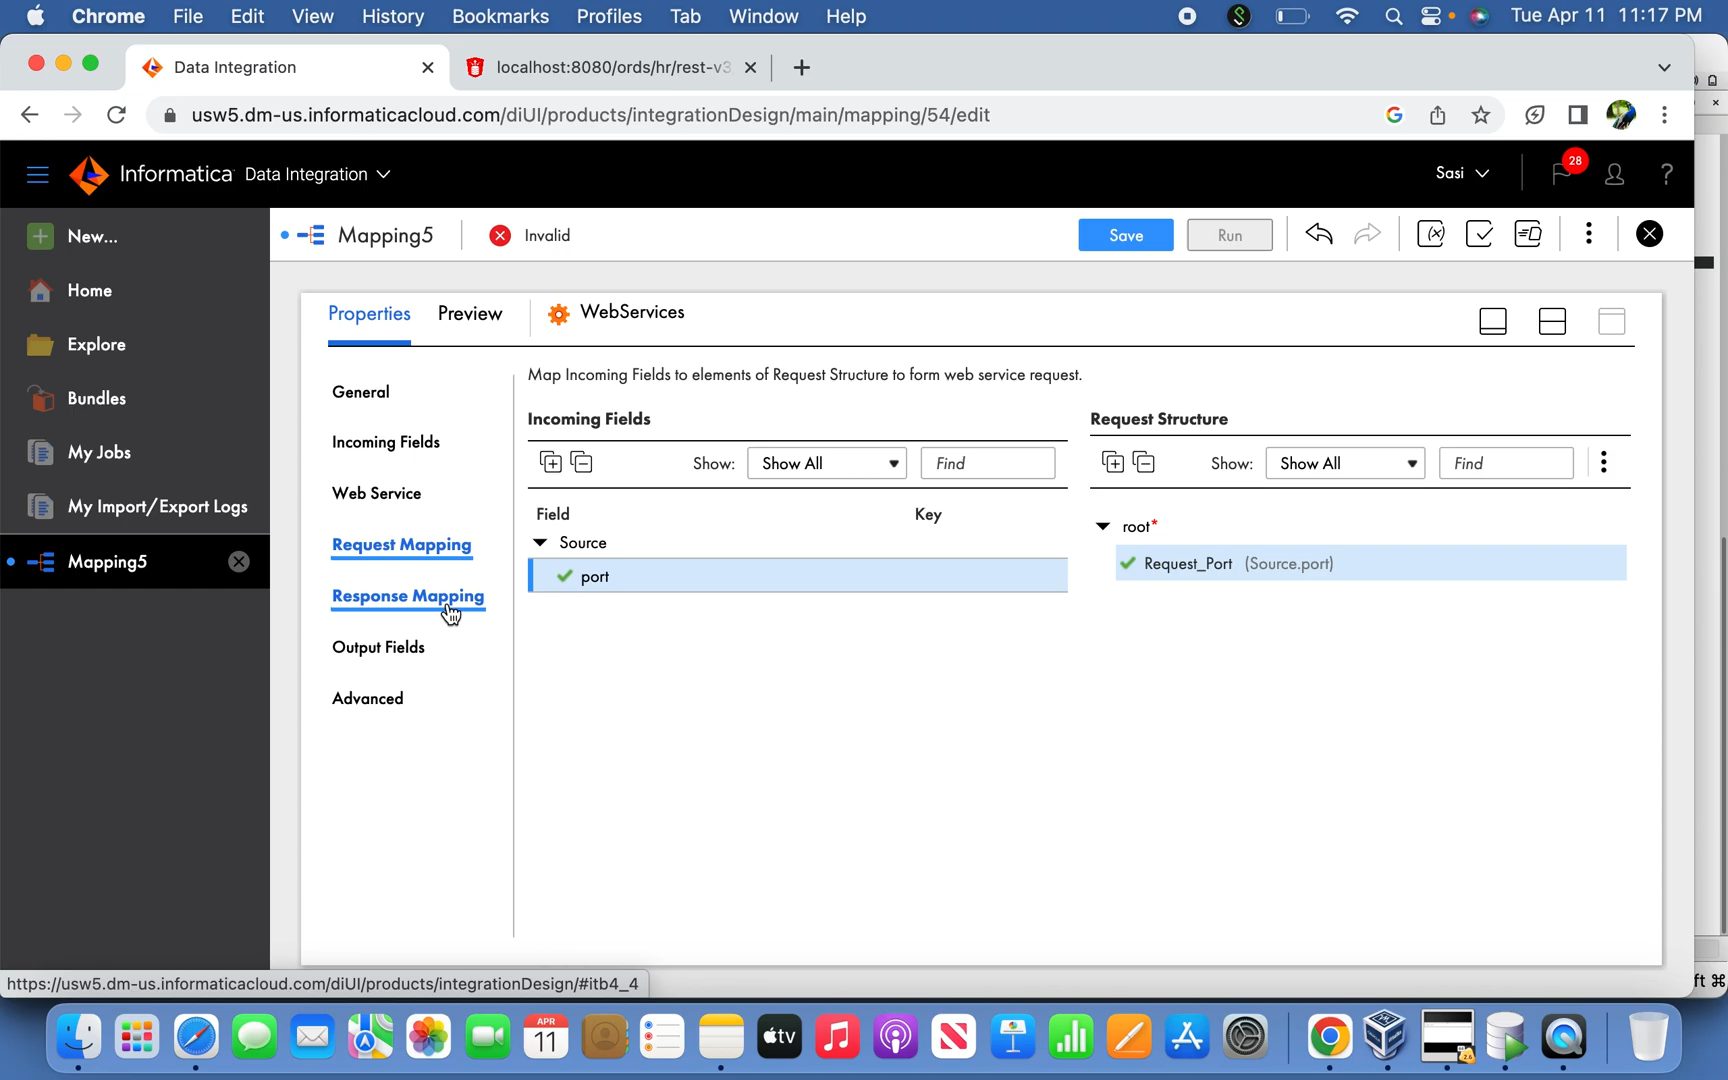 Chrome File Edit View History Bookmarks Profiles Tab Window Help Tue Apr 11 11:17 PM
Data Integration localhost:8080/ords/hr/rest-v3
usw5.dm-us.informaticacloud.com/diUI/products/integrationDesign/main/mapping/54/edit
Informatica Data Integration Sasi 28 ?
New... Mapping5 Invalid Save Run
Home
Explore
Bundles
My Jobs
My Import/Export Logs
Mapping5
Properties Preview WebServices
General
Incoming Fields
Web Service
Request Mapping
Response Mapping
Output Fields
Advanced
Map Incoming Fields to elements of Request Structure to form web service request.
Incoming Fields Request Structure
Show: Show All Find Show: Show All Find
Field Key
Source
port
root*
Request_Port (Source.port)
https://usw5.dm-us.informaticacloud.com/diUI/products/integrationDesign/#itb4_4
ft ⌘
APR
11
tv